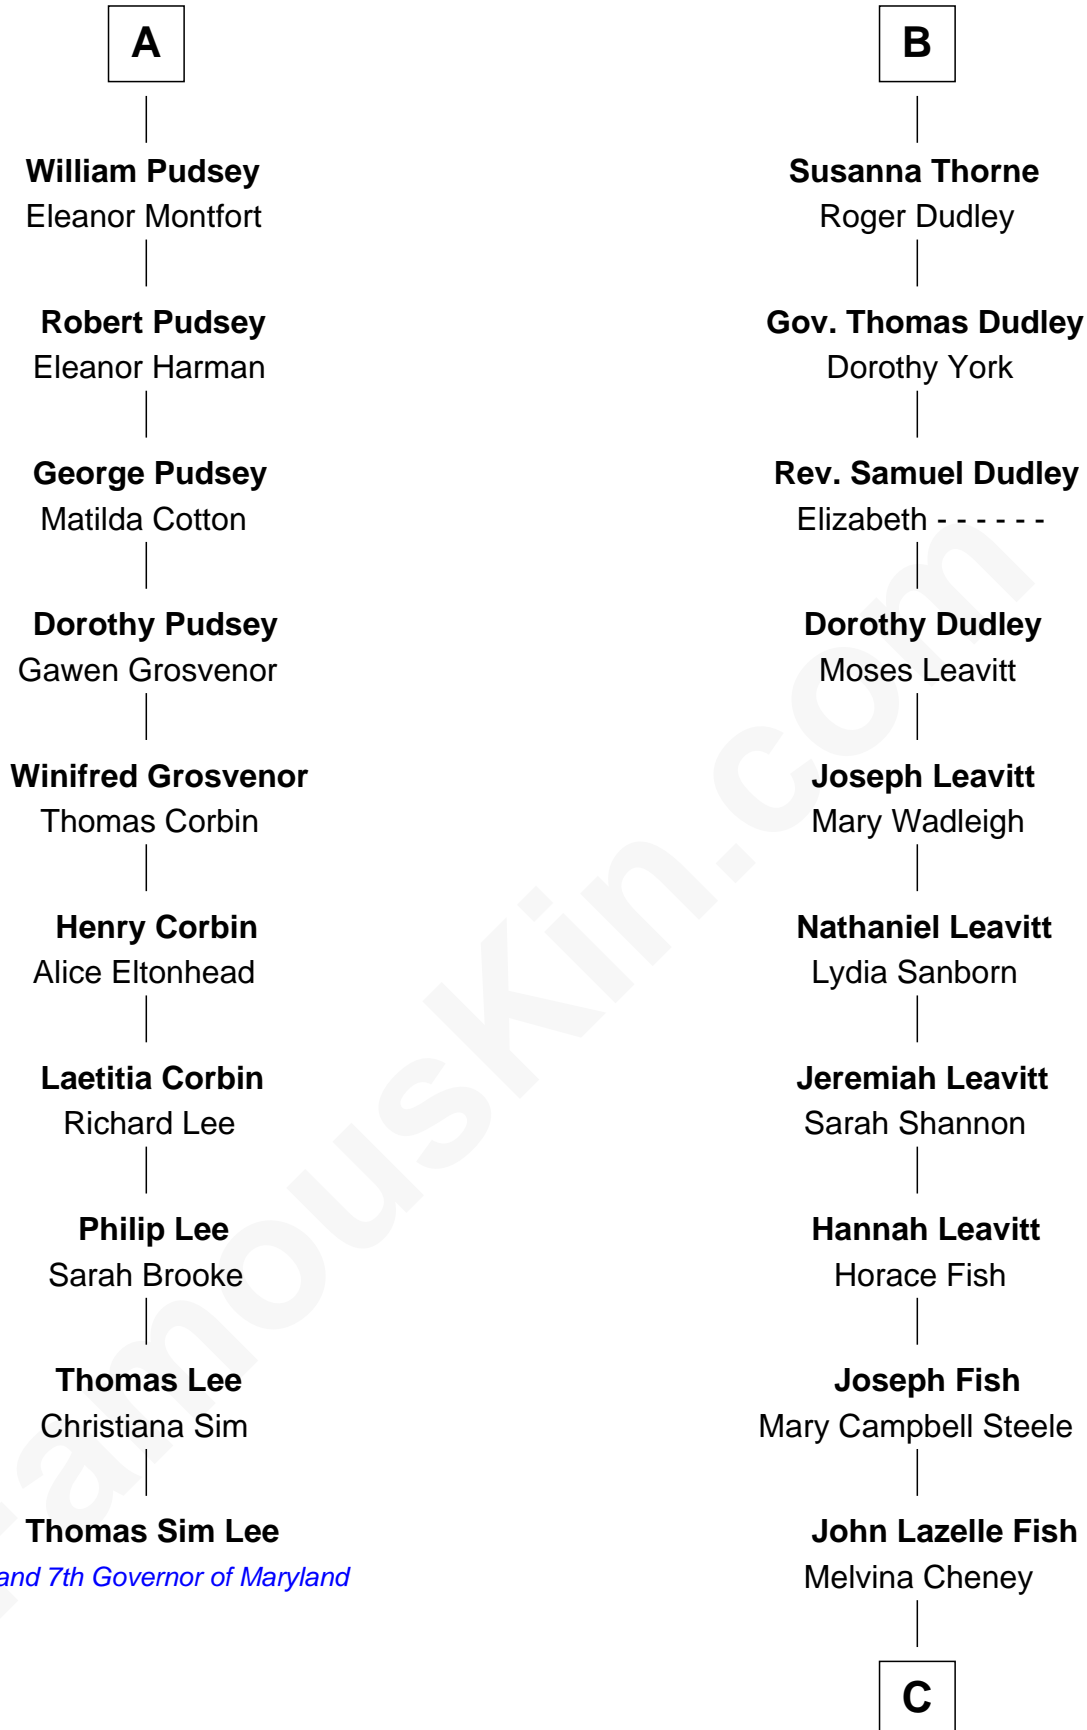 A
William Pudsey
Eleanor Montfort
Robert Pudsey
Eleanor Harman
George Pudsey
Matilda Cotton
Dorothy Pudsey
Gawen Grosvenor
Winifred Grosvenor
Thomas Corbin
Henry Corbin
Alice Eltonhead
Laetitia Corbin
Richard Lee
Philip Lee
Sarah Brooke
Thomas Lee
Christiana Sim
Thomas Sim Lee
and 7th Governor of Maryland
B
Susanna Thorne
Roger Dudley
Gov. Thomas Dudley
Dorothy York
Rev. Samuel Dudley
Elizabeth - - - - - -
Dorothy Dudley
Moses Leavitt
Joseph Leavitt
Mary Wadleigh
Nathaniel Leavitt
Lydia Sanborn
Jeremiah Leavitt
Sarah Shannon
Hannah Leavitt
Horace Fish
Joseph Fish
Mary Campbell Steele
John Lazelle Fish
Melvina Cheney
C
FamousKin.com